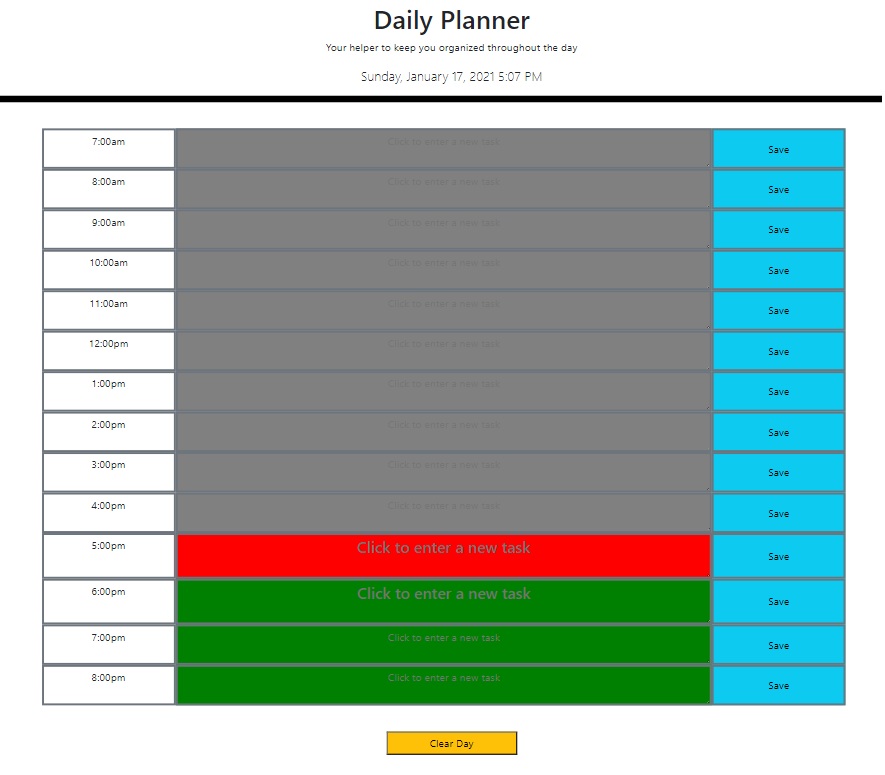 Daily Planner
Your helper to keep you organized throughout the day
Sunday, January 17, 2021 5:07 PM
7:00am Click to enter a new task Save
8:00am Click to enter a new task Save
9:00am Click to enter a new task Save
10:00am Click to enter a new task Save
11:00am Click to enter a new task Save
12:00pm Click to enter a new task Save
1:00pm Click to enter a new task Save
2:00pm Click to enter a new task Save
3:00pm Click to enter a new task Save
4:00pm Click to enter a new task Save
5:00pm Click to enter a new task Save
6:00pm Click to enter a new task Save
7:00pm Click to enter a new task Save
8:00pm Click to enter a new task Save
Clear Day